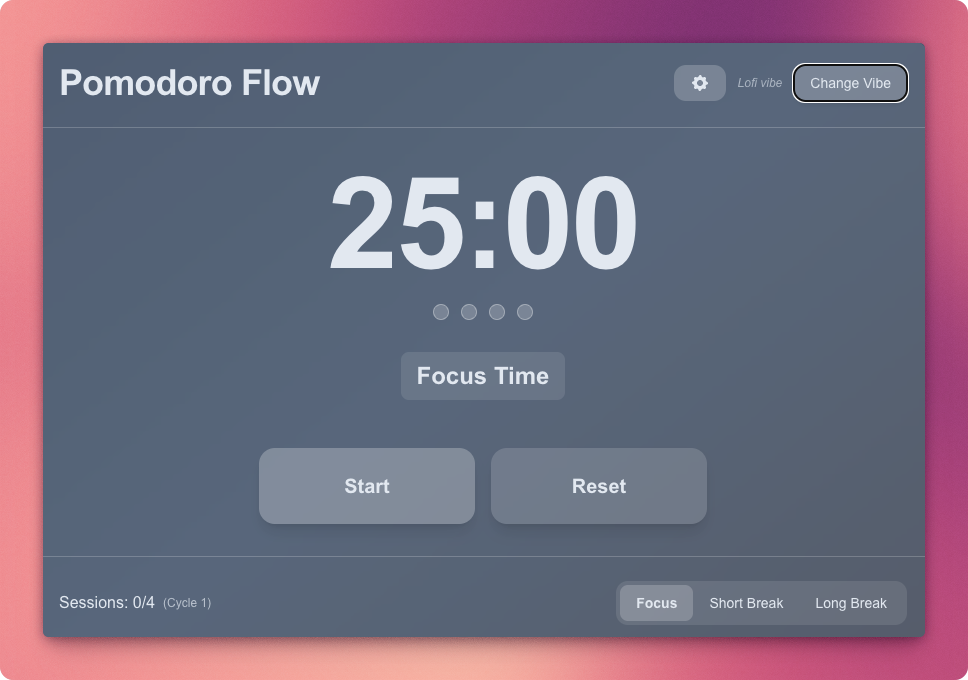 Pomodoro Flow
Lofi vibe
Change Vibe
25:00
Focus Time
Start
Reset
Sessions: 0/4 (Cycle 1)
Focus
Short Break
Long Break